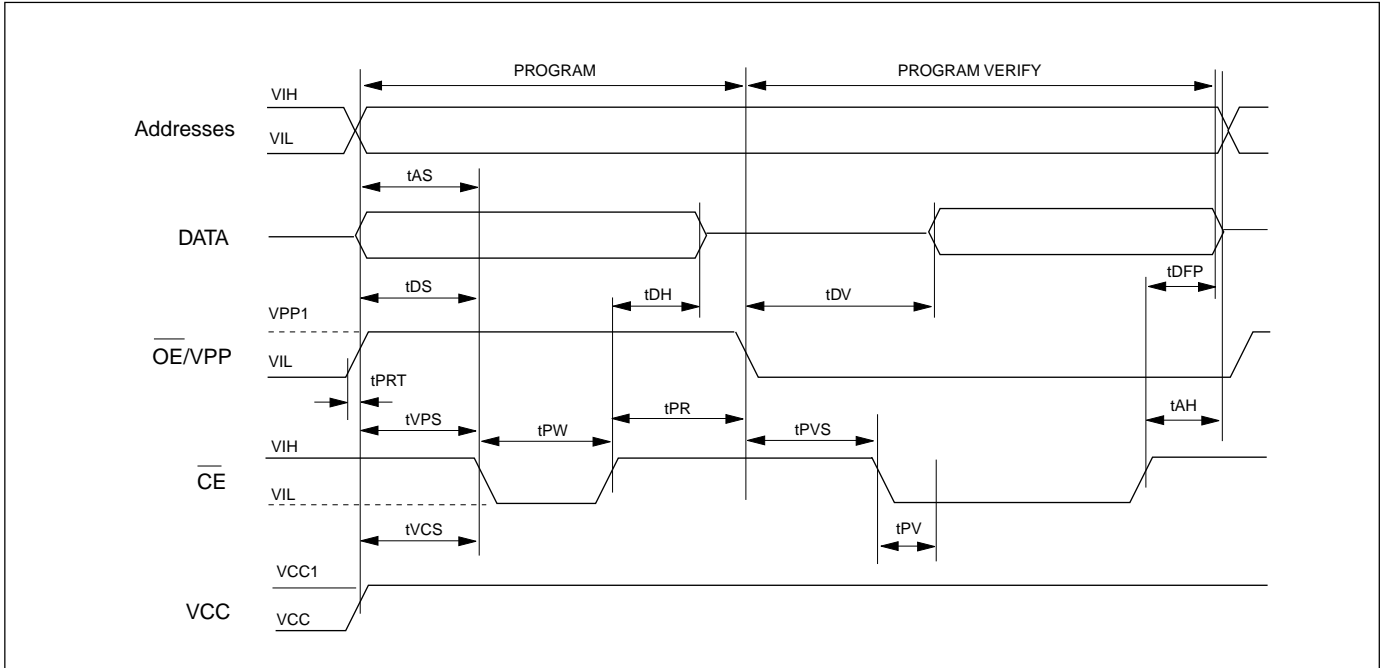 PROGRAM PROGRAM VERIFY
VIH
Addresses
VIL
tAS
DATA
tDS tDH tDV tDFP
VPP1
OE/VPP
VIL
tPRT
tVPS tPW tPR tPVS tAH
VIH
CE
VIL
tVCS tPV
VCC1
VCC
VCC